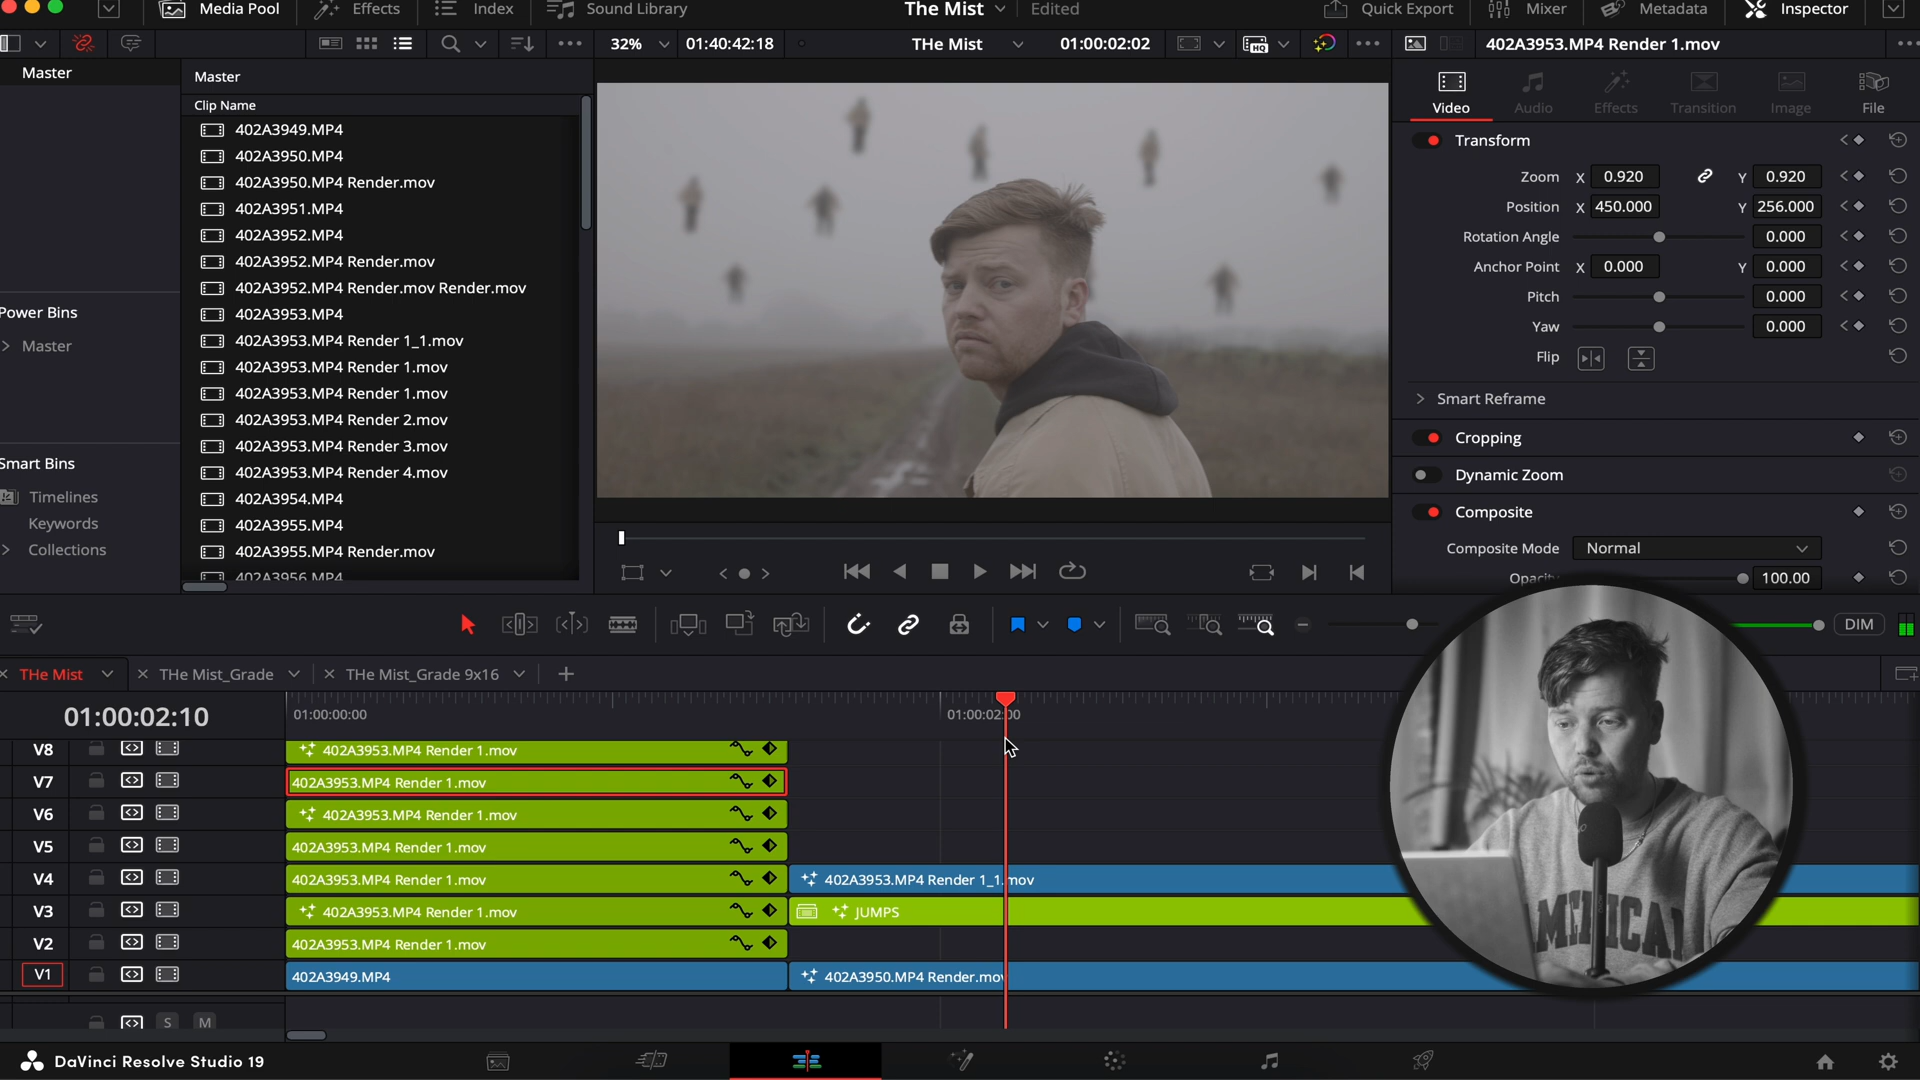 Media Pool
Effects
Index
Sound Library
The Mist
Edited
Quick Export
Mixer
Metadata
Inspector
32%
01:40:42:18
THe Mist
01:00:02:02
402A3953.MP4 Render 1.mov
Master
Master
Clip Name
402A3949.MP4
402A3950.MP4
402A3950.MP4 Render.mov
402A3951.MP4
402A3952.MP4
402A3952.MP4 Render.mov
402A3952.MP4 Render.mov Render.mov
402A3953.MP4
402A3953.MP4 Render 1_1.mov
402A3953.MP4 Render 1.mov
402A3953.MP4 Render 1.mov
402A3953.MP4 Render 2.mov
402A3953.MP4 Render 3.mov
402A3953.MP4 Render 4.mov
402A3954.MP4
402A3955.MP4
402A3955.MP4 Render.mov
402A3956.MP4
Power Bins
Master
Smart Bins
Timelines
Keywords
Collections
Video
Audio
Effects
Transition
Image
File
Transform
Zoom X 0.920 Y 0.920
Position X 450.000 Y 256.000
Rotation Angle 0.000
Anchor Point X 0.000 Y 0.000
Pitch 0.000
Yaw 0.000
Flip
Smart Reframe
Cropping
Dynamic Zoom
Composite
Composite Mode Normal
Opacity 100.00
DIM
THe Mist
THe Mist_Grade
THe Mist_Grade 9x16
01:00:02:10
01:00:00:00
01:00:02:00
V8
402A3953.MP4 Render 1.mov
V7
402A3953.MP4 Render 1.mov
V6
402A3953.MP4 Render 1.mov
V5
402A3953.MP4 Render 1.mov
V4
402A3953.MP4 Render 1.mov
402A3953.MP4 Render 1_1.mov
V3
402A3953.MP4 Render 1.mov
JUMPS
V2
402A3953.MP4 Render 1.mov
V1
402A3949.MP4
402A3950.MP4 Render.mov
S
M
DaVinci Resolve Studio 19